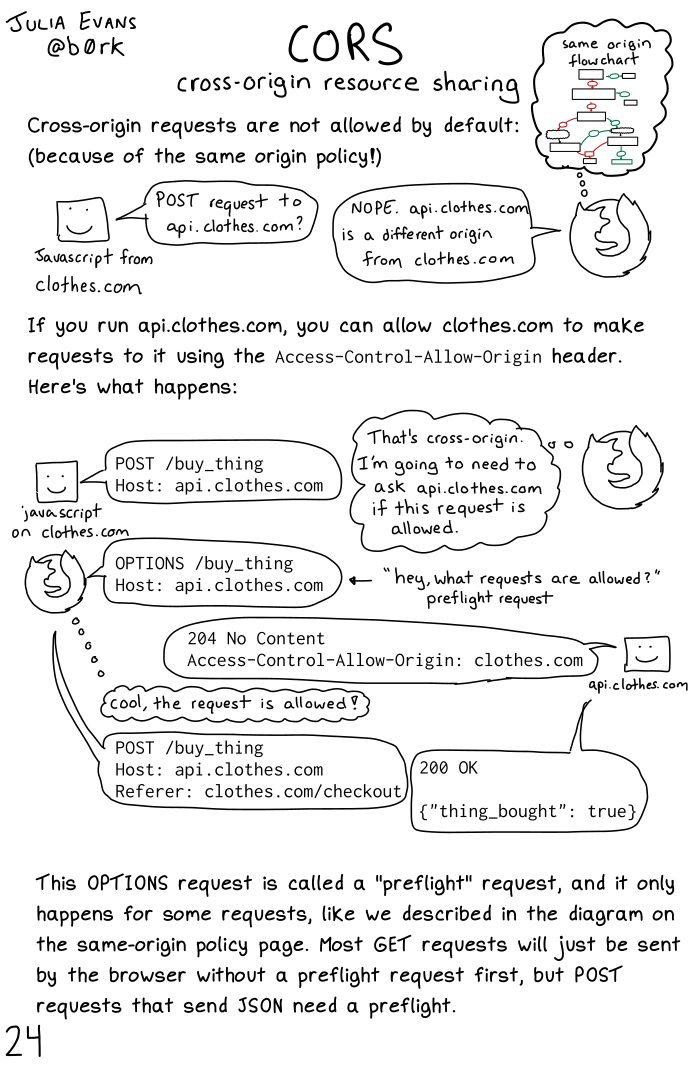 JULIA EVANS
@b0rk
CORS
cross-origin resource sharing
same origin
flowchart
Cross-origin requests are not allowed by default:
(because of the same origin policy!)
POST request to
api.clothes.com?
Javascript from
clothes.com
NOPE. api.clothes.com
is a different origin
from clothes.com
If you run api.clothes.com, you can allow clothes.com to make
requests to it using the Access-Control-Allow-Origin header.
Here's what happens:
POST /buy_thing
Host: api.clothes.com
javascript
on clothes.com
That's cross-origin.
I'm going to need to
ask api.clothes.com
if this request is
allowed.
OPTIONS /buy_thing
Host: api.clothes.com
"hey, what requests are allowed?"
preflight request
204 No Content
Access-Control-Allow-Origin: clothes.com
api.clothes.com
cool, the request is allowed!
POST /buy_thing
Host: api.clothes.com
Referer: clothes.com/checkout
200 OK
{"thing_bought": true}
This OPTIONS request is called a "preflight" request, and it only
happens for some requests, like we described in the diagram on
the same-origin policy page. Most GET requests will just be sent
by the browser without a preflight request first, but POST
requests that send JSON need a preflight.
24